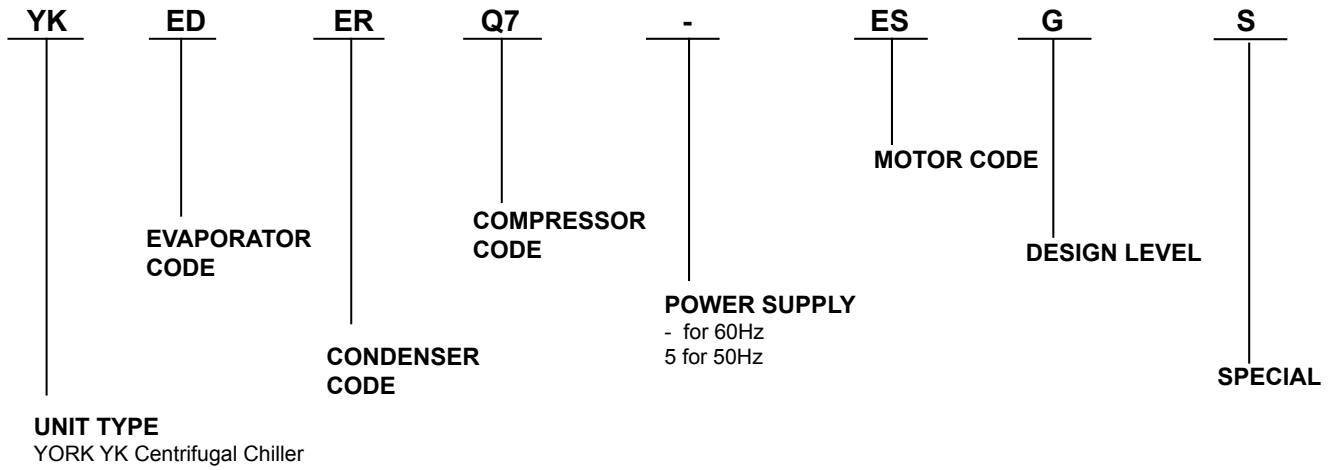 YK ED ER Q7 - ES G S
MOTOR CODE
COMPRESSOR
CODE
EVAPORATOR
CODE
DESIGN LEVEL
POWER SUPPLY
- for 60Hz
5 for 50Hz
CONDENSER
CODE
SPECIAL
UNIT TYPE
YORK YK Centrifugal Chiller